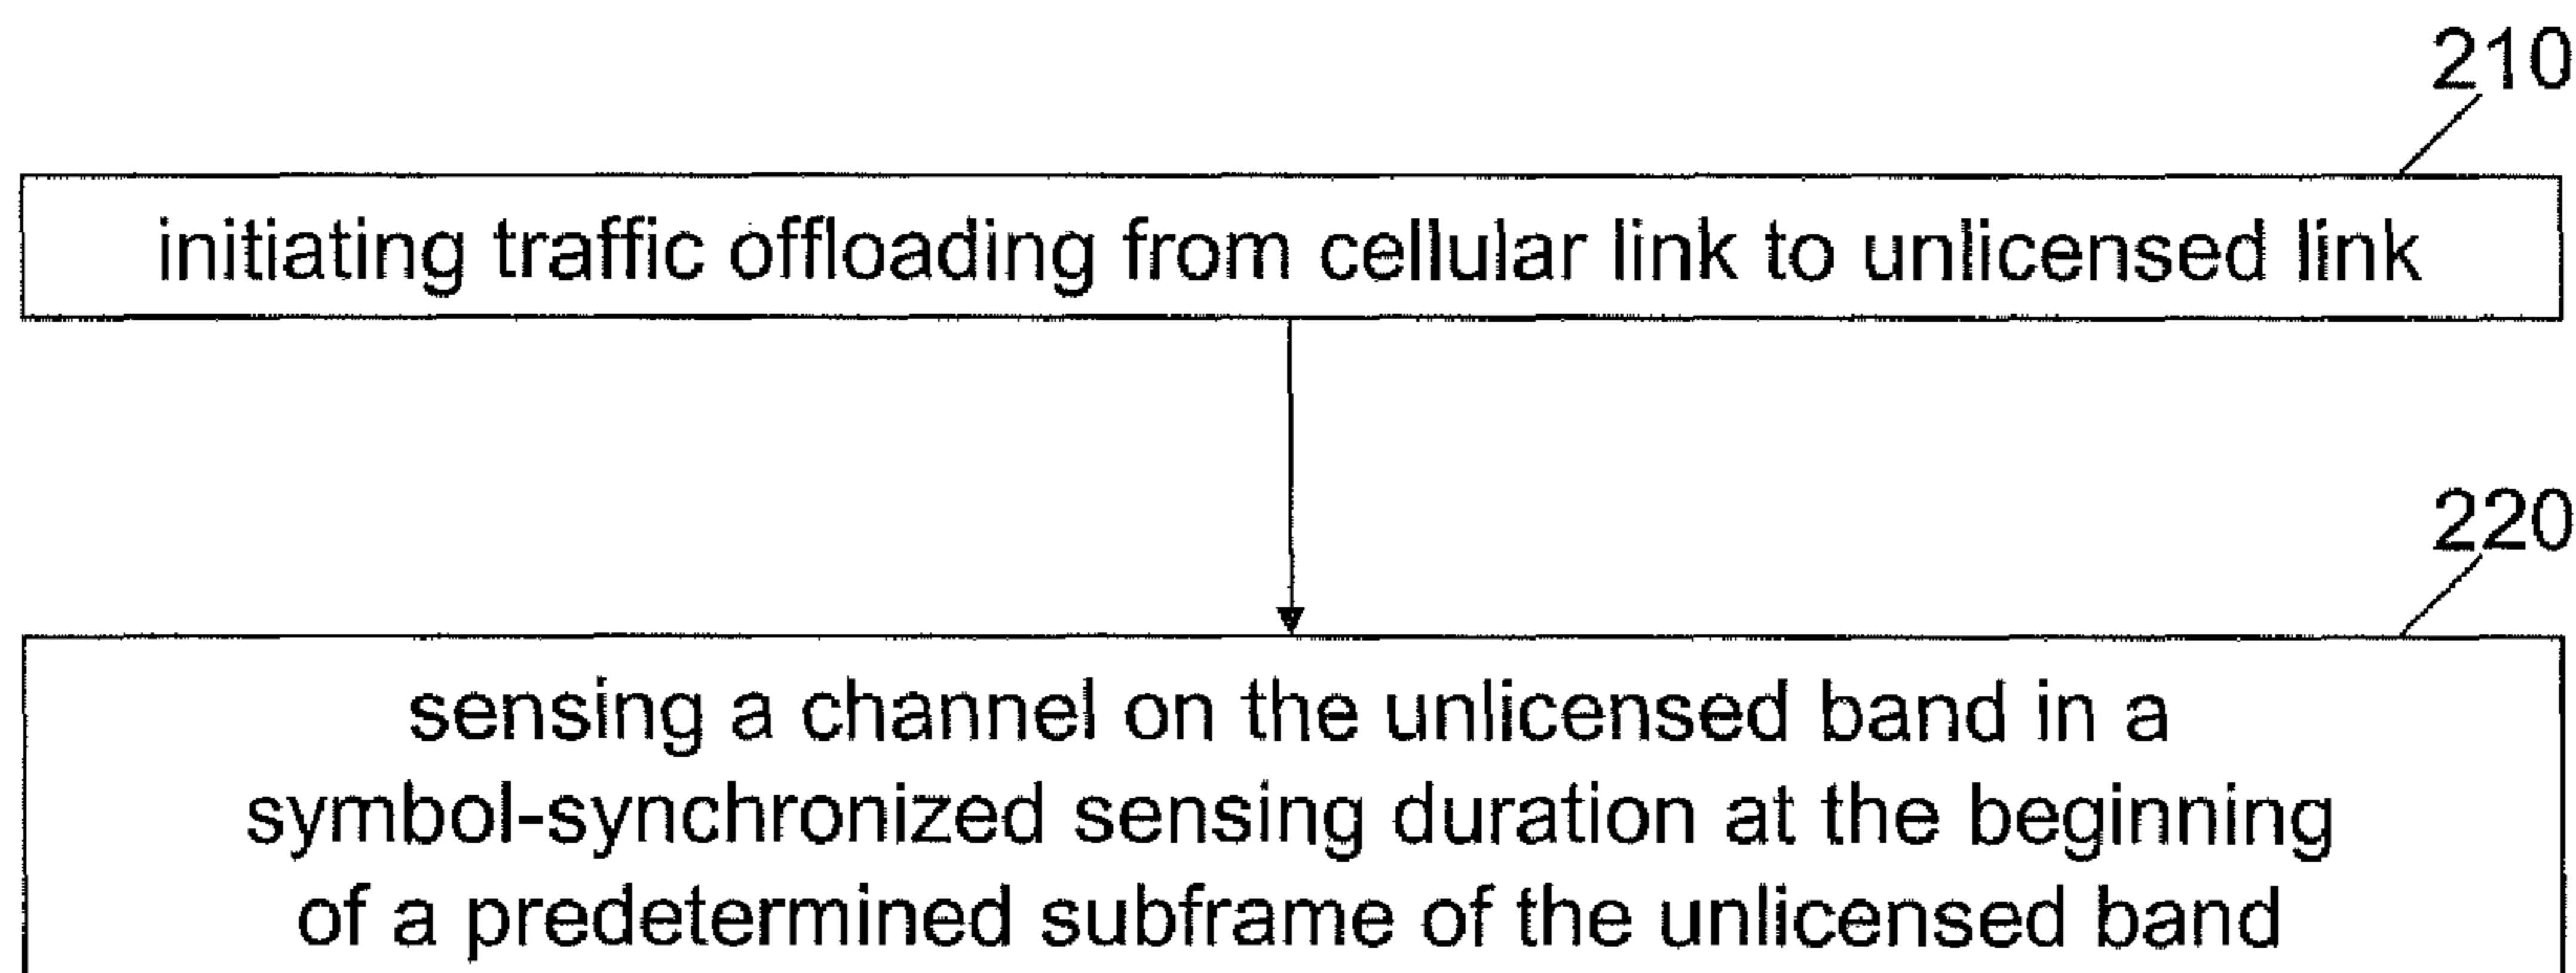 210
initiating traffic offloading from cellular link to unlicensed link
220
sensing a channel on the unlicensed band in a
symbol-synchronized sensing duration at the beginning
of a predetermined subframe of the unlicensed band